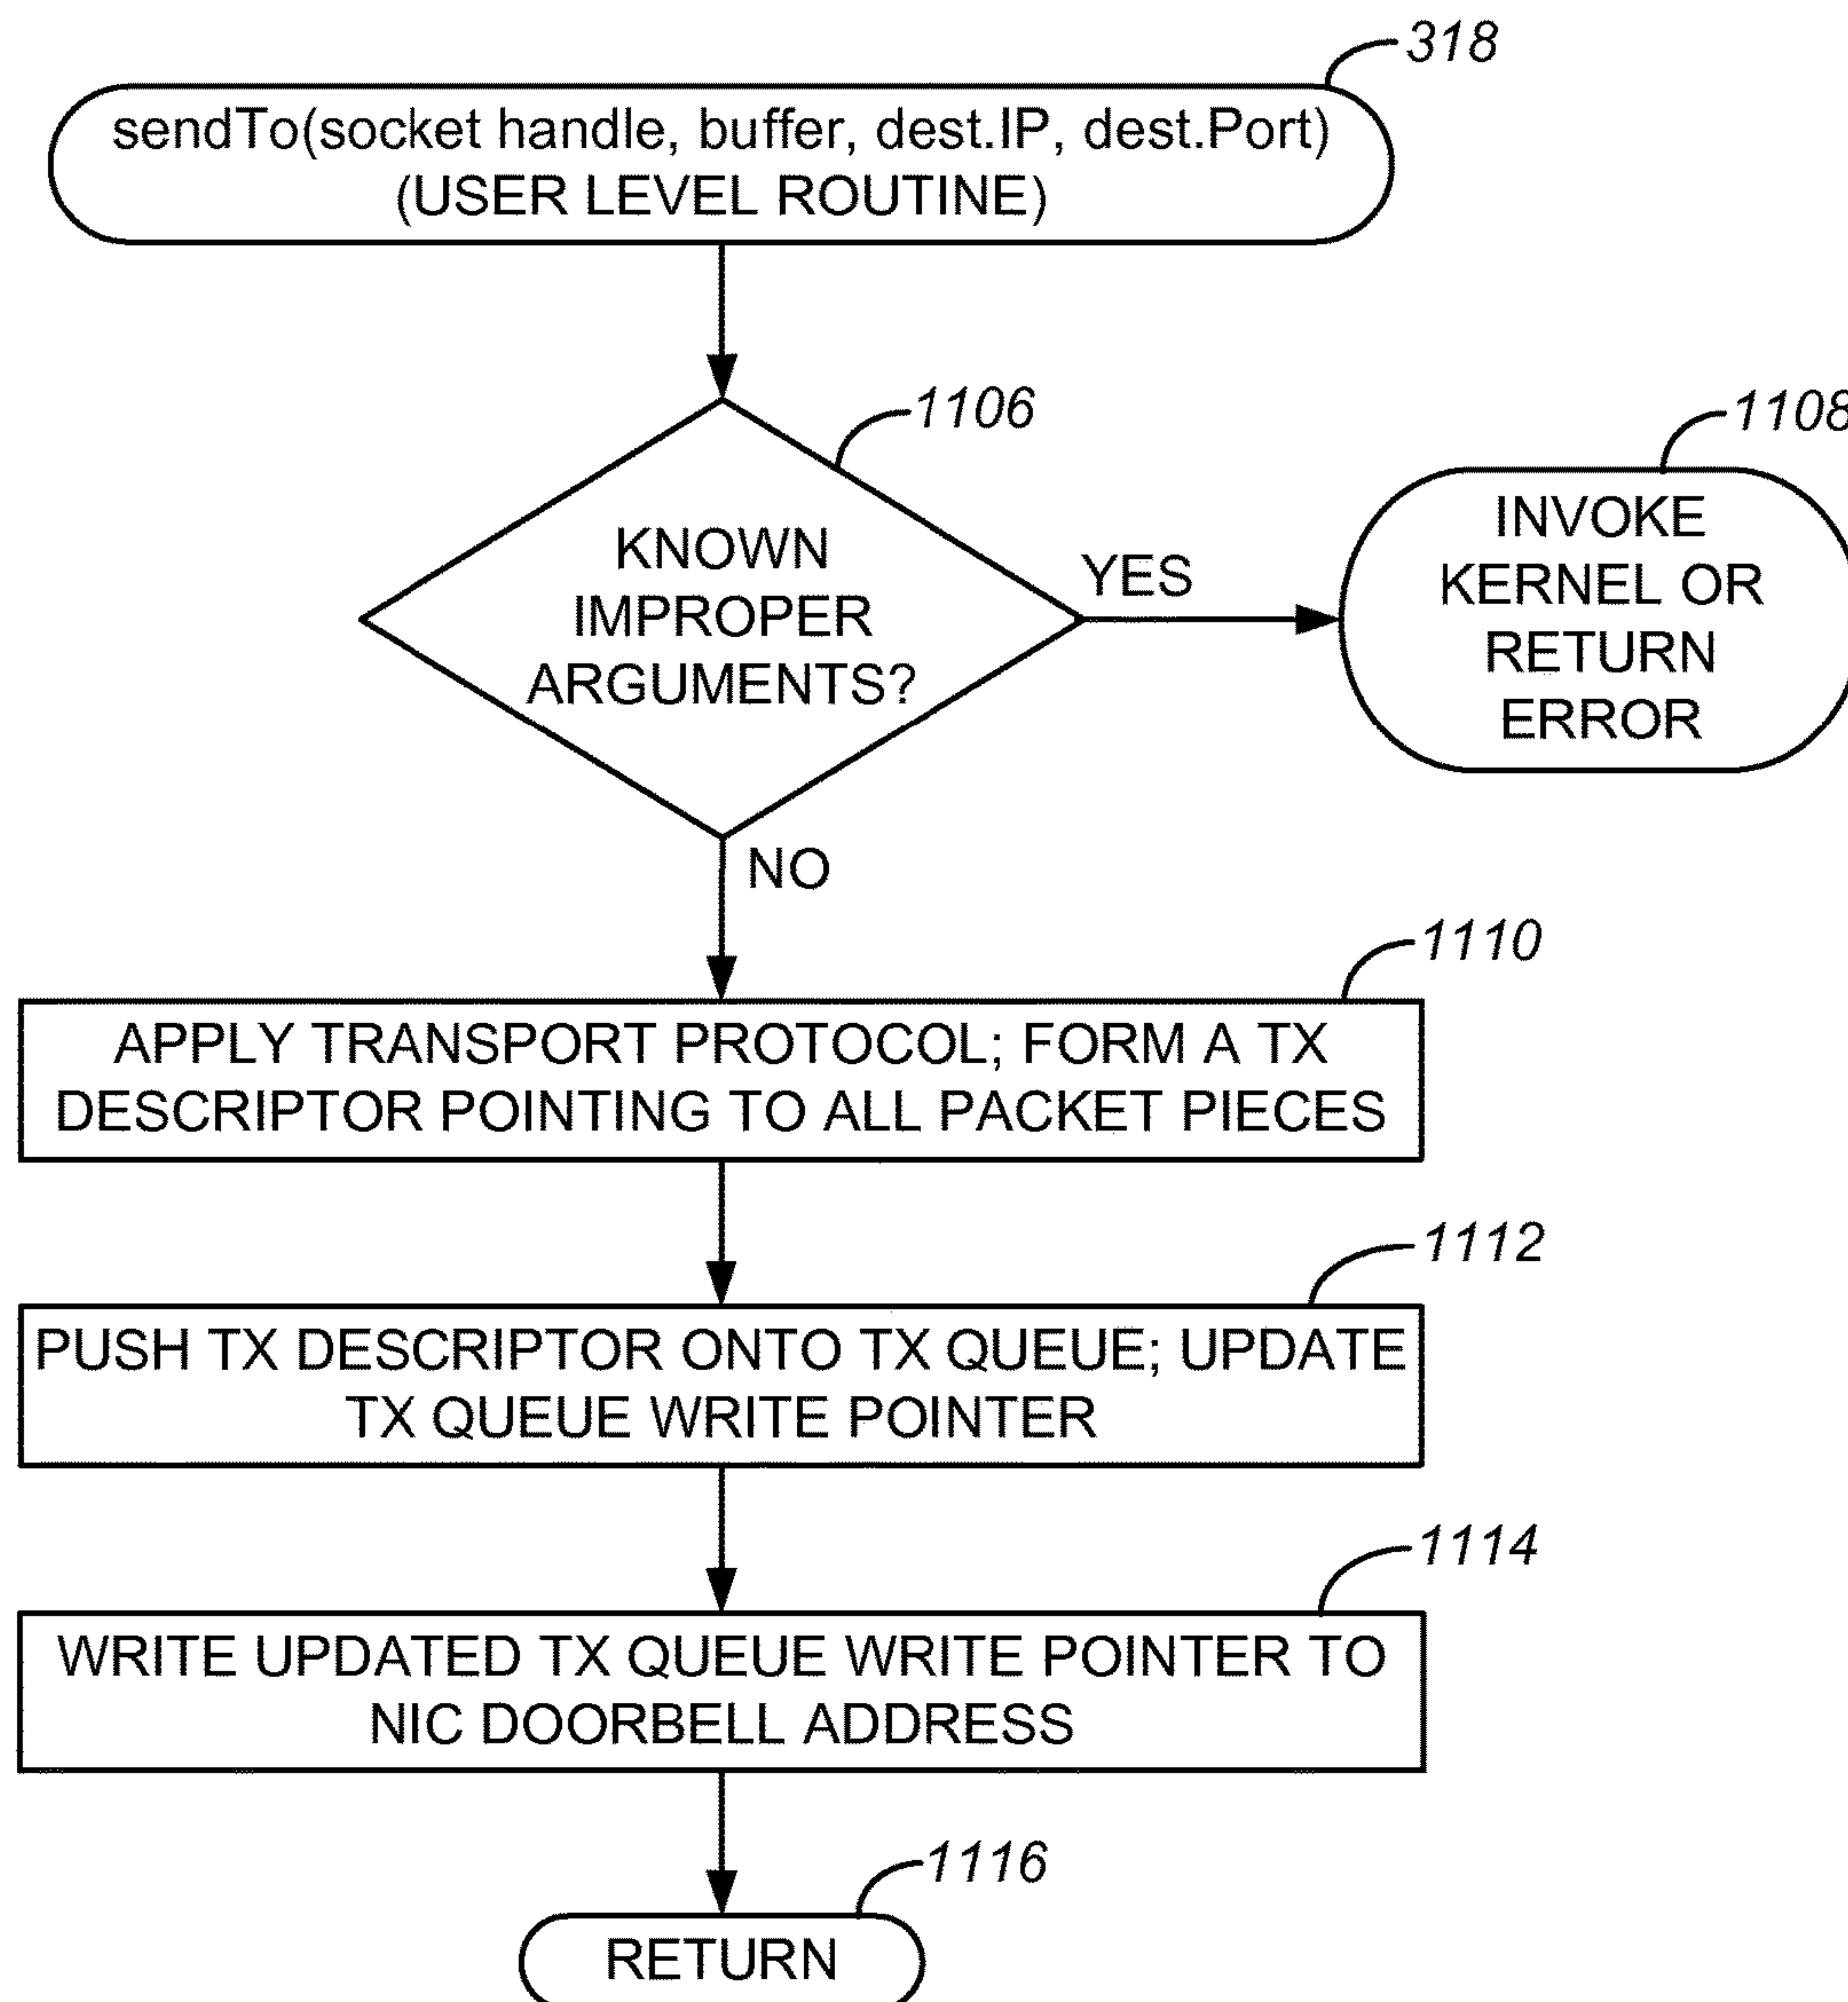 318
sendTo(socket handle, buffer, dest.IP, dest.Port)
(USER LEVEL ROUTINE)
1106
1108
KNOWN
IMPROPER
ARGUMENTS?
YES
INVOKE
KERNEL OR
RETURN
ERROR
NO
1110
APPLY TRANSPORT PROTOCOL; FORM A TX
DESCRIPTOR POINTING TO ALL PACKET PIECES
1112
PUSH TX DESCRIPTOR ONTO TX QUEUE; UPDATE
TX QUEUE WRITE POINTER
1114
WRITE UPDATED TX QUEUE WRITE POINTER TO
NIC DOORBELL ADDRESS
1116
RETURN